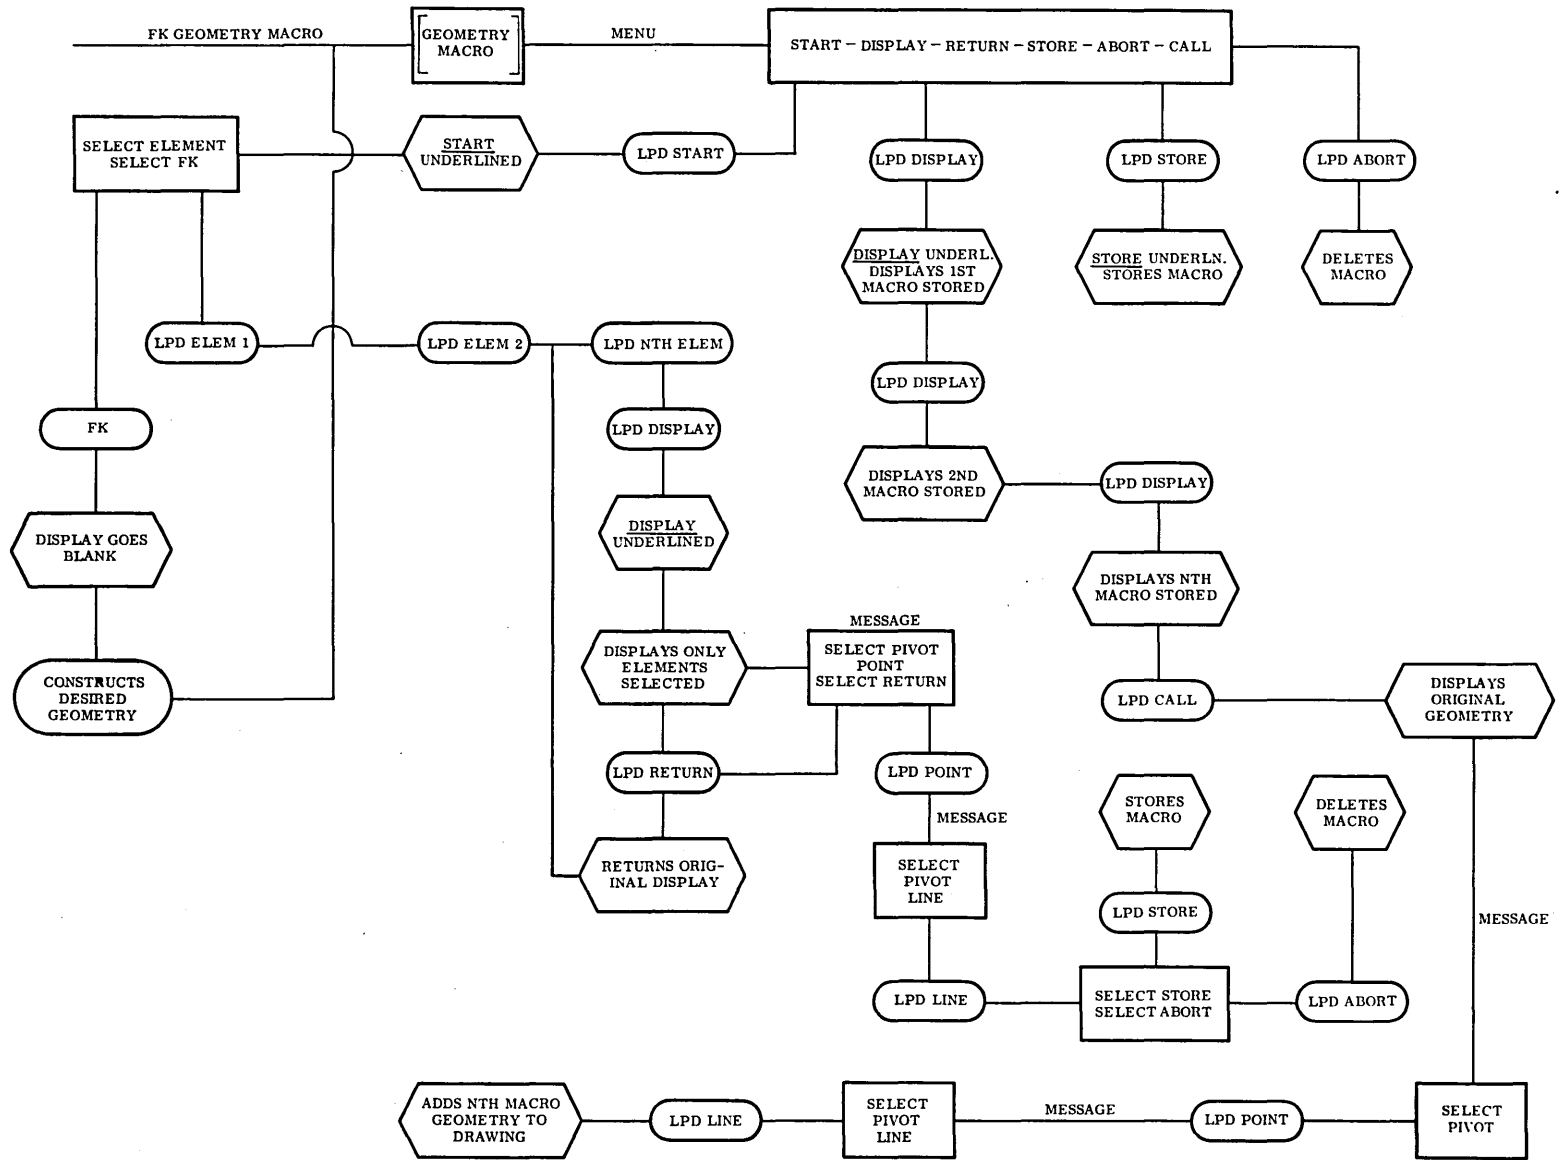 FK GEOMETRY MACRO
GEOMETRY
MACRO
MENU
START – DISPLAY – RETURN – STORE – ABORT – CALL
SELECT ELEMENT
SELECT FK
START
UNDERLINED
LPD START
LPD DISPLAY
LPD STORE
LPD ABORT
DISPLAY UNDERL.
DISPLAYS 1ST
MACRO STORED
STORE UNDERLN.
STORES MACRO
DELETES
MACRO
LPD ELEM 1
LPD ELEM 2
LPD NTH ELEM
LPD DISPLAY
FK
LPD DISPLAY
DISPLAYS 2ND
MACRO STORED
LPD DISPLAY
DISPLAY GOES
BLANK
DISPLAY
UNDERLINED
DISPLAYS NTH
MACRO STORED
CONSTRUCTS
DESIRED
GEOMETRY
DISPLAYS ONLY
ELEMENTS
SELECTED
MESSAGE
SELECT PIVOT
POINT
SELECT RETURN
LPD CALL
DISPLAYS
ORIGINAL
GEOMETRY
LPD RETURN
LPD POINT
MESSAGE
STORES
MACRO
DELETES
MACRO
RETURNS ORIG-
INAL DISPLAY
SELECT
PIVOT
LINE
LPD STORE
MESSAGE
LPD LINE
SELECT STORE
SELECT ABORT
LPD ABORT
ADDS NTH MACRO
GEOMETRY TO
DRAWING
LPD LINE
SELECT
PIVOT
LINE
MESSAGE
LPD POINT
SELECT
PIVOT